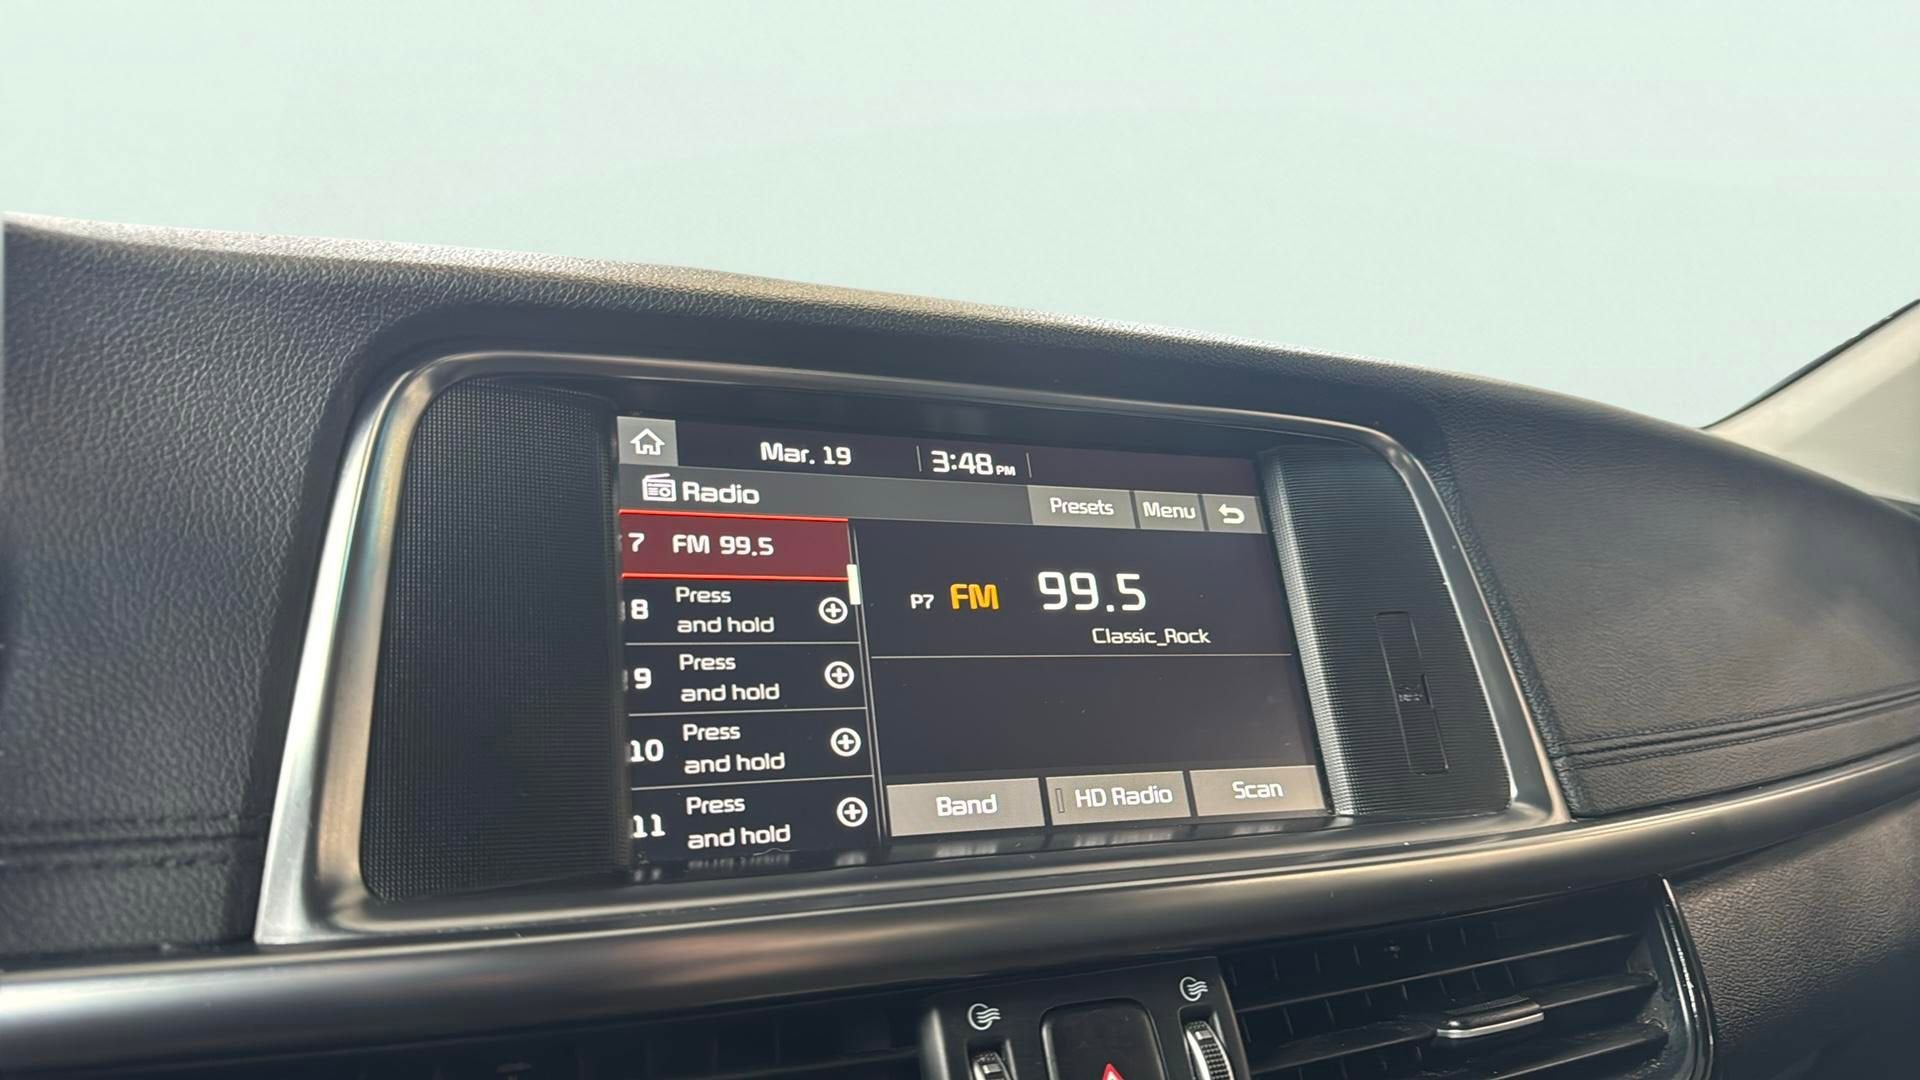 Mar. 19
3:48 PM
Radio
Presets
Menu
7 FM 99.5
8 Press
and hold
9 Press
and hold
10 Press
and hold
11 Press
and hold
P7 FM 99.5
Classic_Rock
Band
HD Radio
Scan